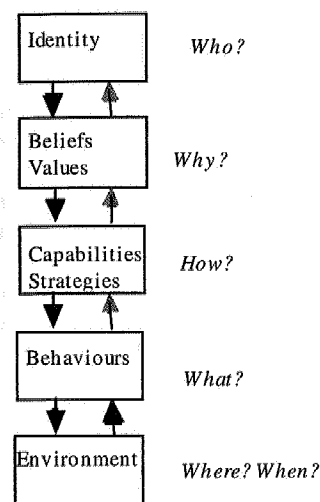 Identity
Who?
Beliefs
Values
Why?
Capabilities
Strategies
How?
Behaviours
What?
Environment
Where? When?